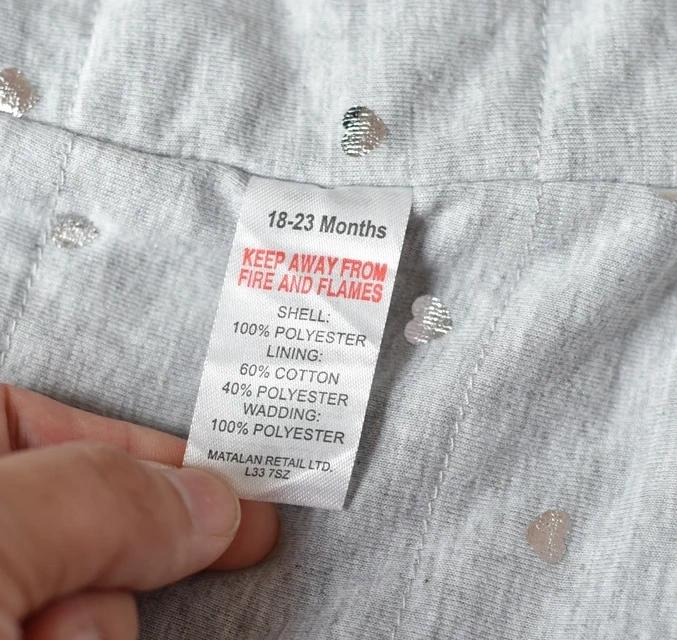 18-23 Months
KEEP AWAY FROM
FIRE AND FLAMES
SHELL:
100% POLYESTER
LINING:
60% COTTON
40% POLYESTER
WADDING:
100% POLYESTER
MATALAN RETAIL LTD.
L33 7SZ